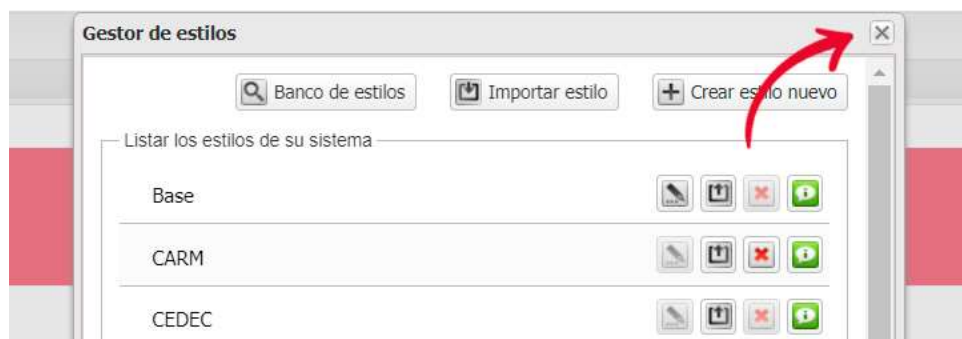 Gestor de estilos
Banco de estilos Importar estilo Crear estilo nuevo
Listar los estilos de su sistema
Base
CARM
CEDEC